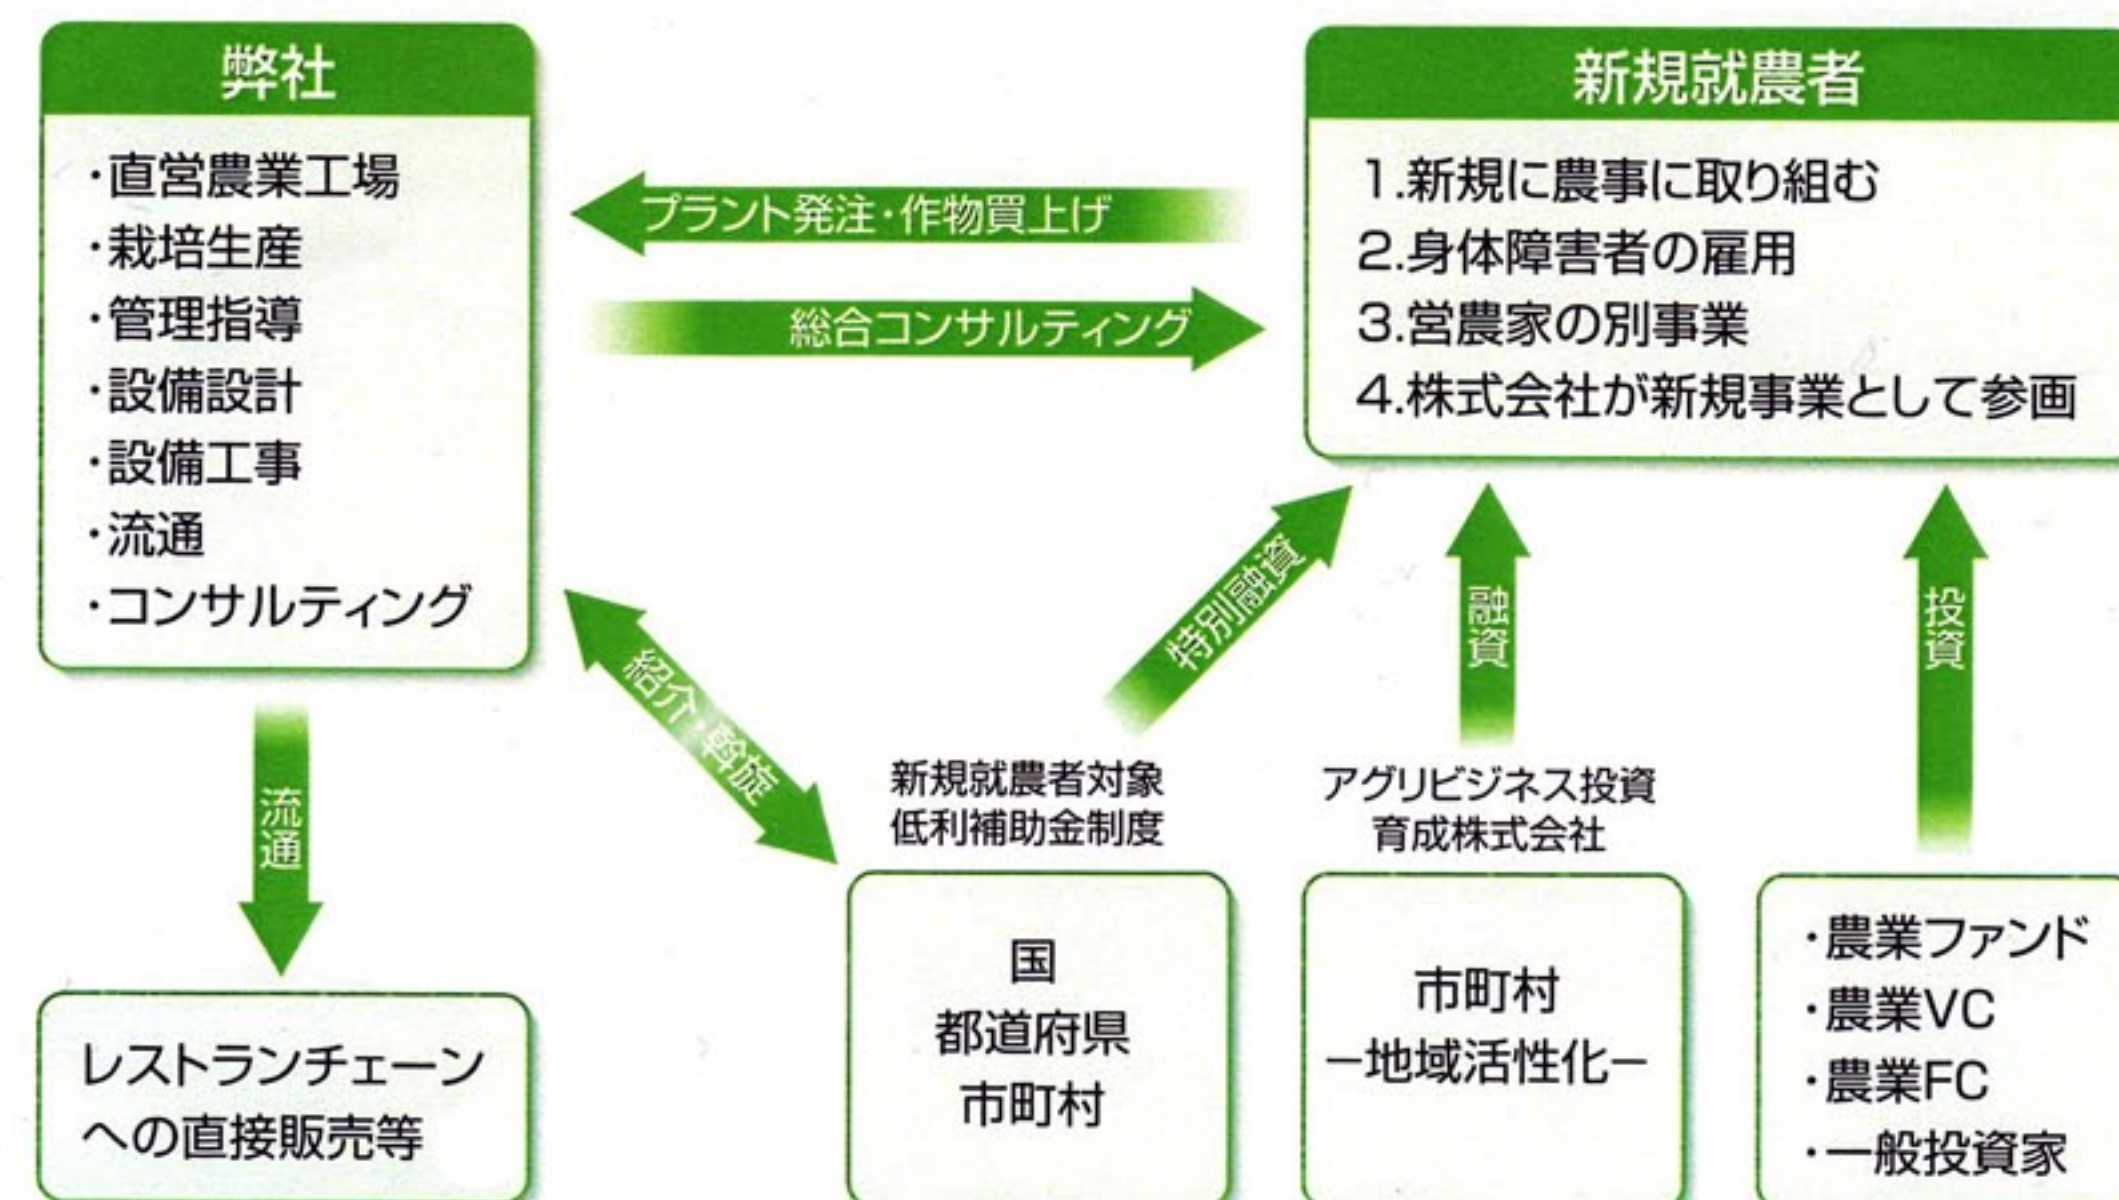 弊社
・直営農業工場
・栽培生産
・管理指導
・設備設計
・設備工事
・流通
・コンサルティング
プラント発注・作物買上げ
総合コンサルティング
新規就農者
1.新規に農事に取り組む
2.身体障害者の雇用
3.営農家の別事業
4.株式会社が新規事業として参画
流通
紹介・斡旋
特別融資
融資
投資
レストランチェーン
への直接販売等
新規就農者対象
低利補助金制度
国
都道府県
市町村
アグリビジネス投資
育成株式会社
市町村
ー地域活性化ー
・農業ファンド
・農業VC
・農業FC
・一般投資家